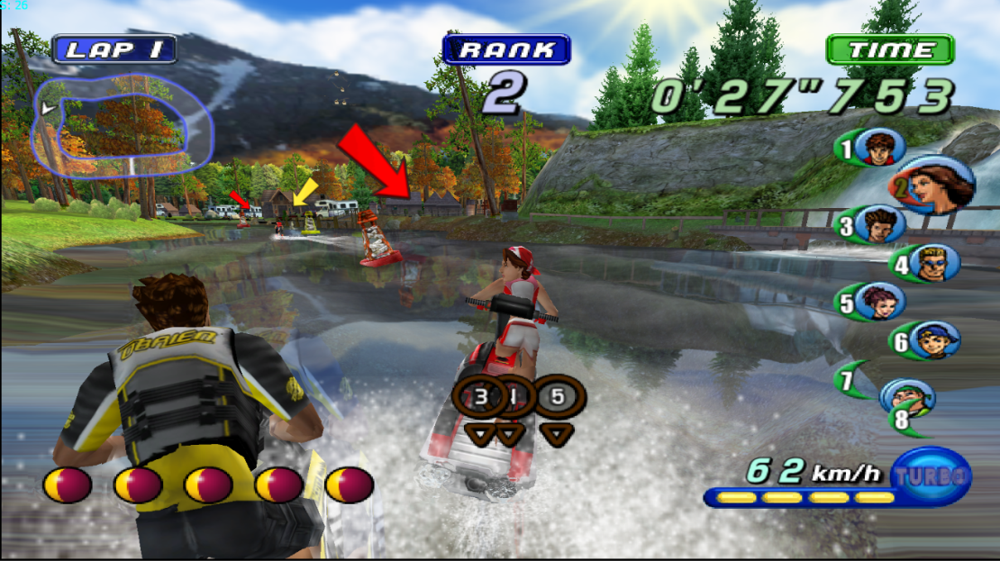 S: 26
LAP 1
RANK
2
TIME
0'27"753
1
2
3
4
5
6
7
8
O'BRIEN
3 1 5
62 km/h
TURBO